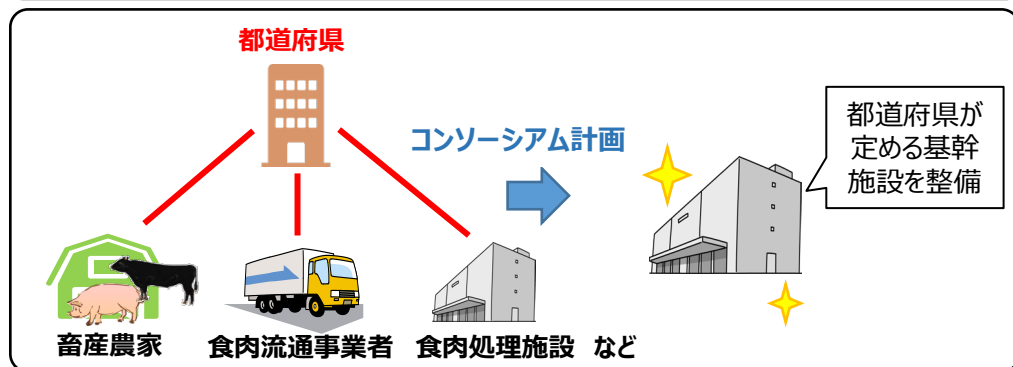 都道府県
コンソーシアム計画
都道府県が
定める基幹
施設を整備
畜産農家
食肉流通事業者
食肉処理施設 など